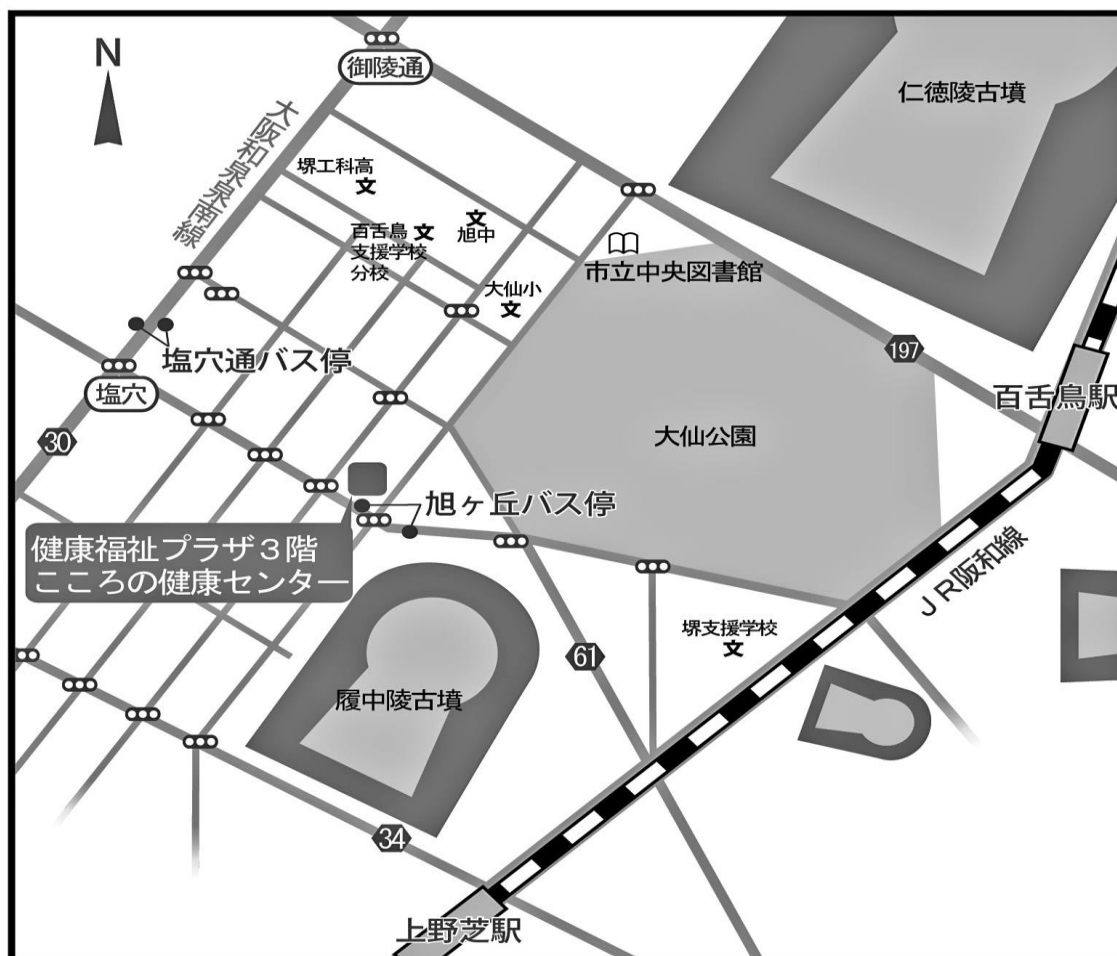 N
御陵通
仁徳陵古墳
大阪和泉泉南線
堺工科高
文
文
旭中
百舌鳥 文
支援学校
分校
市立中央図書館
大仙小
文
塩穴通バス停
197
塩穴
百舌鳥駅
30
大仙公園
旭ヶ丘バス停
健康福祉プラザ3階
こころの健康センター
JR阪和線
堺支援学校
文
61
履中陵古墳
34
上野芝駅